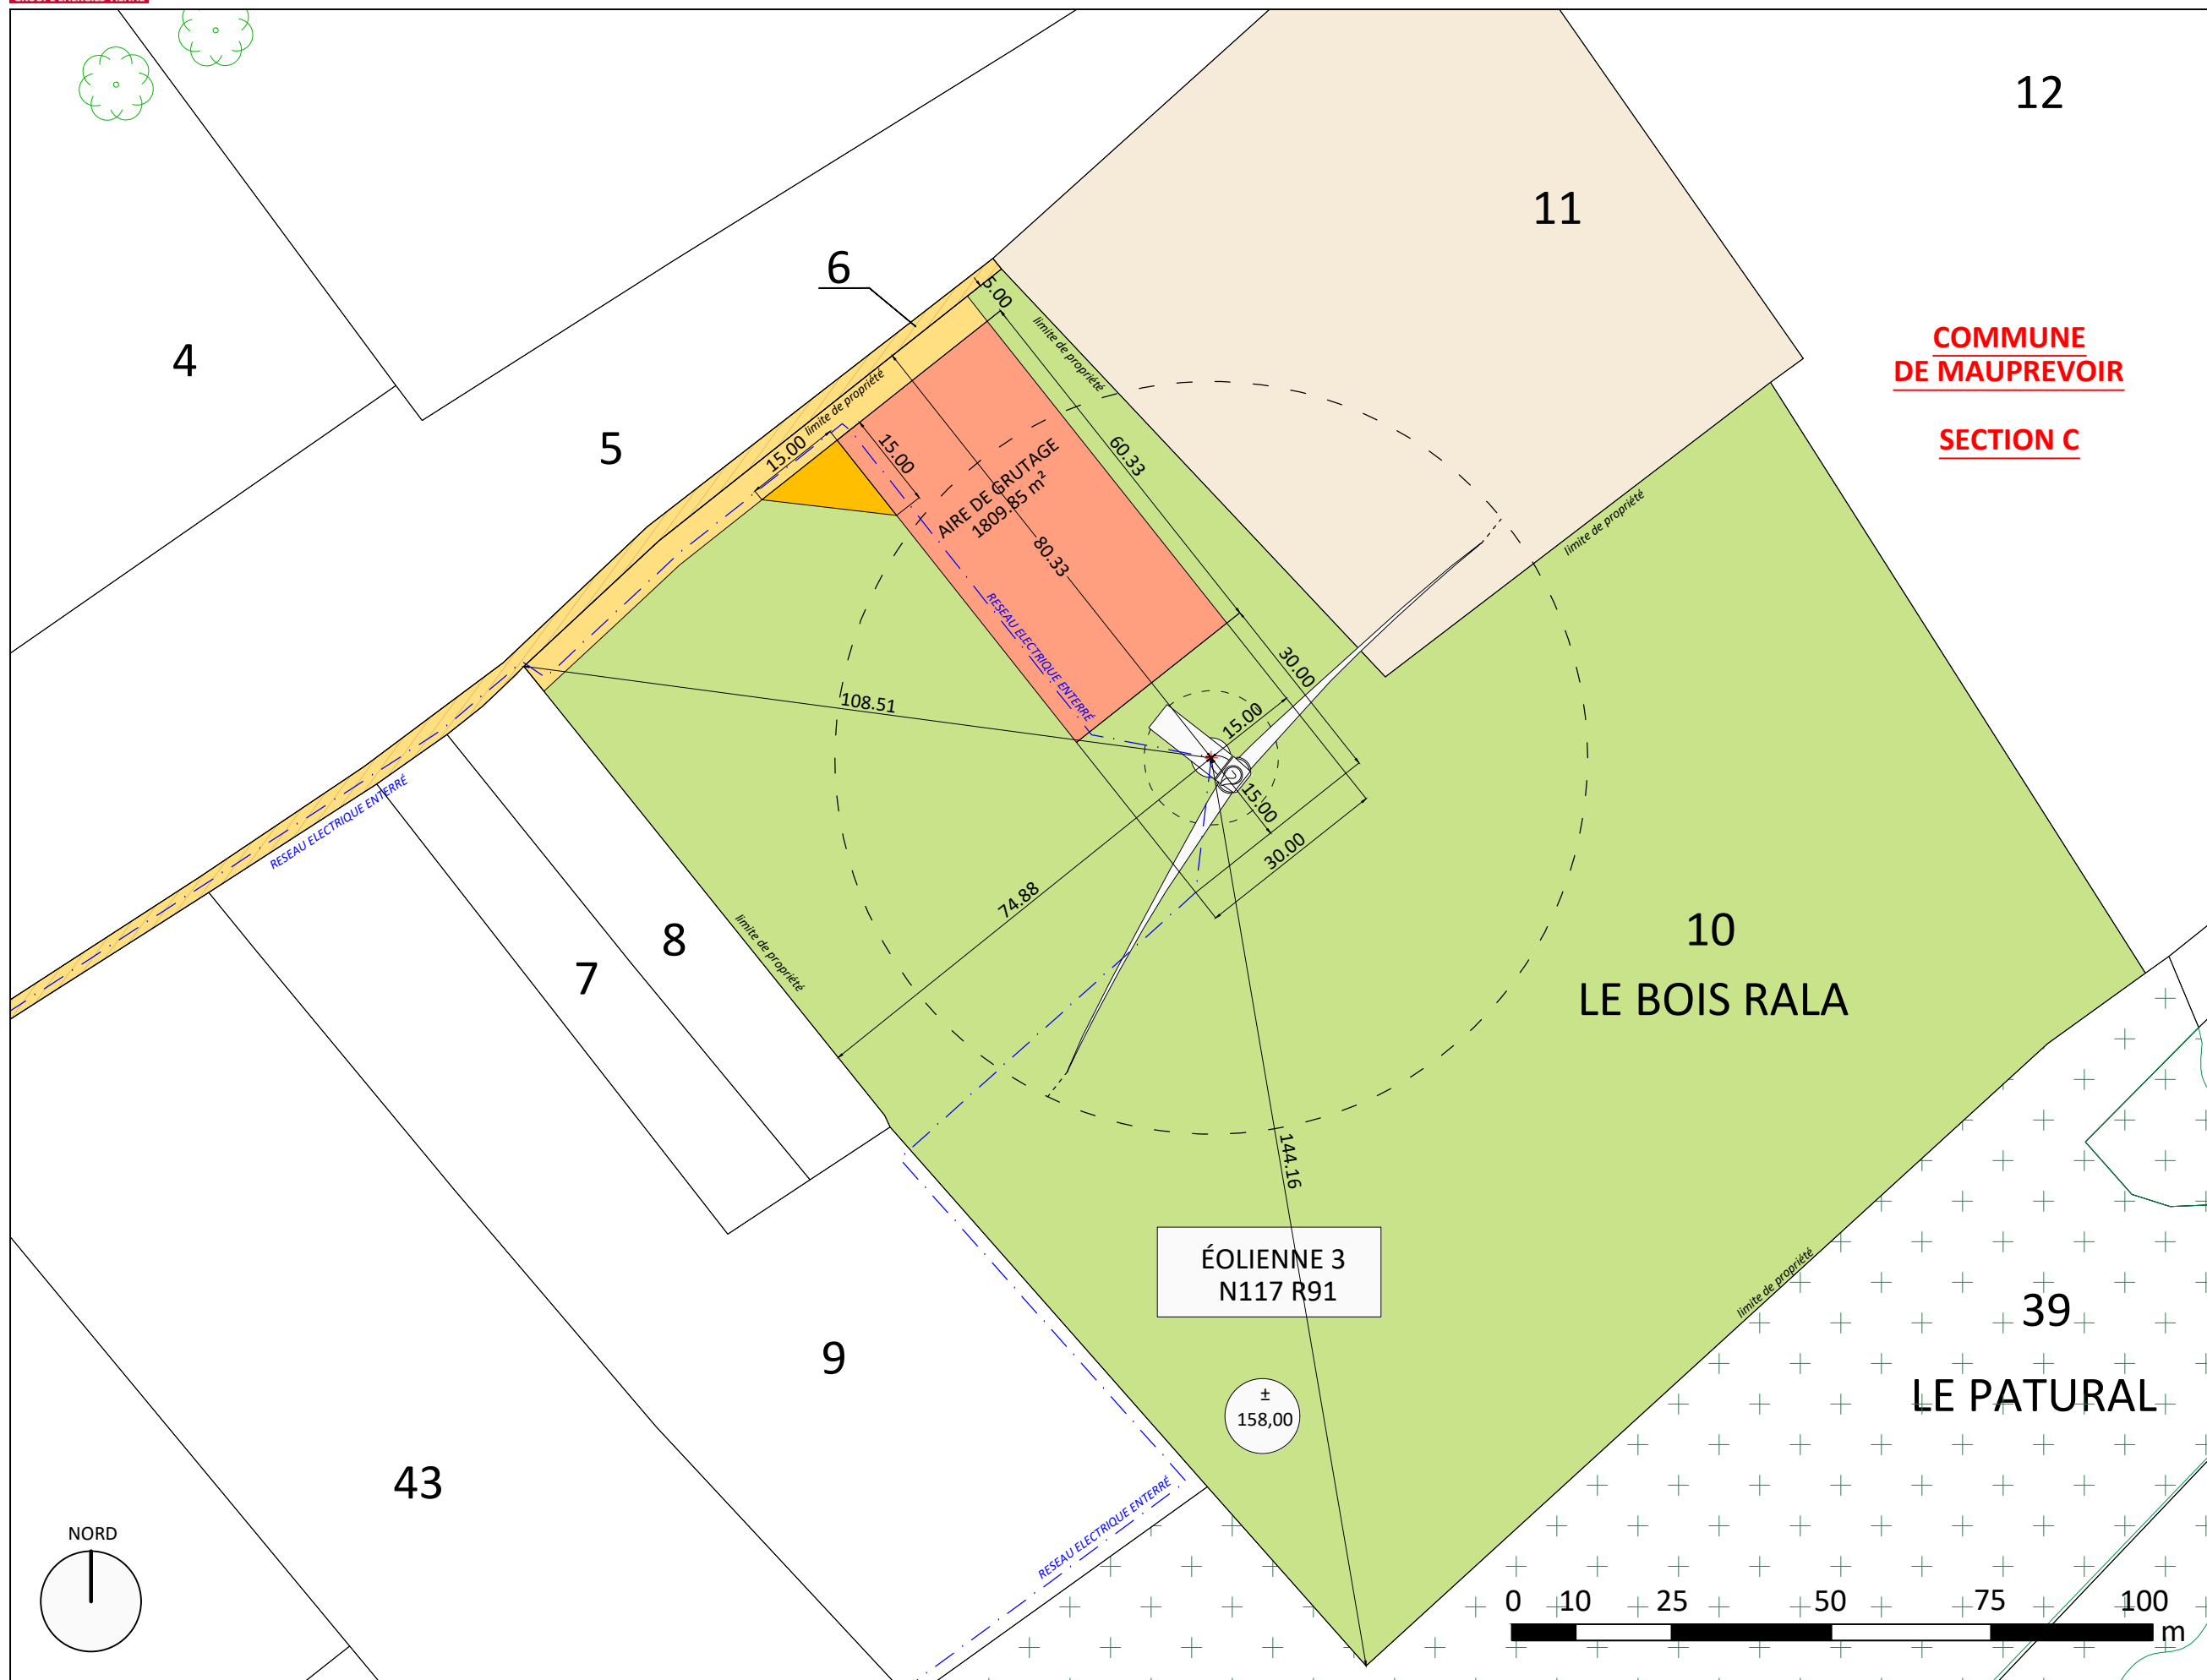 12
11
6
5.00
COMMUNE
DE MAUPREVOIR
SECTION C
4
5
limite de propriété
limite de propriété
15.00
15.00
60.33
AIRE DE GRUTAGE
1809.85 m²
80.33
limite de propriété
RESEAU ELECTRIQUE ENTERRÉ
30.00
108.51
15.00
15.00
30.00
RESEAU ELECTRIQUE ENTERRÉ
74.88
limite de propriété
8
7
10
LE BOIS RALA
144.16
ÉOLIENNE 3
N117 R91
limite de propriété
39
LE PATURAL
9
±
158,00
43
RESEAU ELECTRIQUE ENTERRÉ
NORD
0 10 25 50 75 100
m